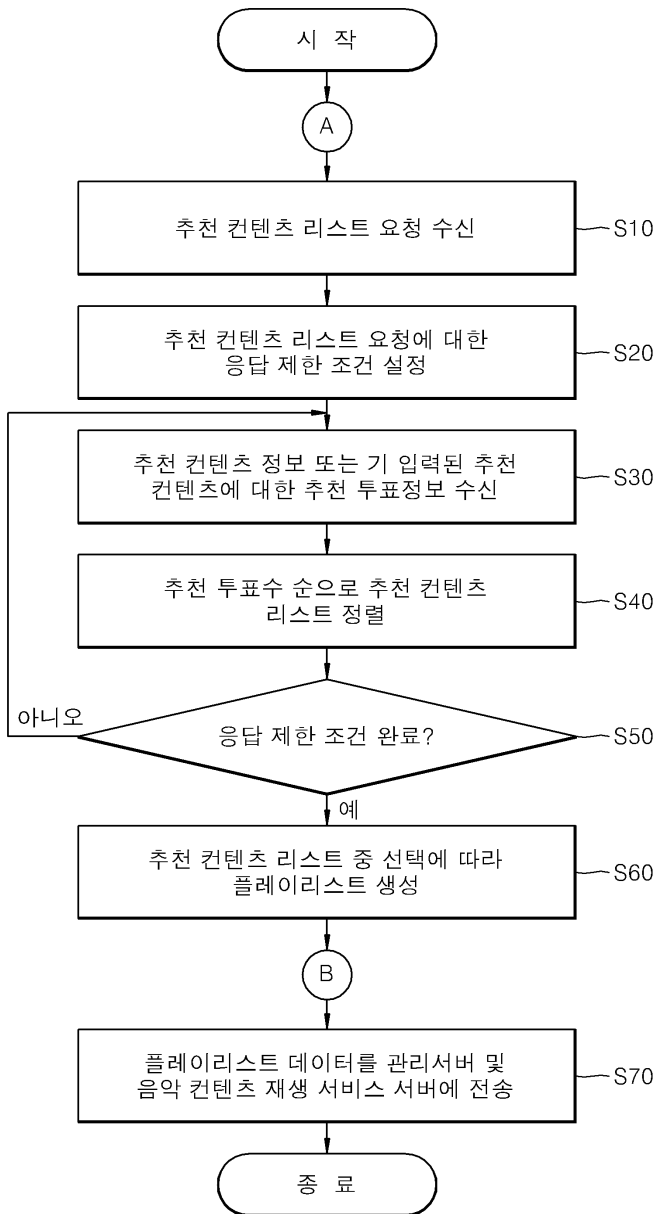 시 작
A
추천 컨텐츠 리스트 요청 수신
S10
추천 컨텐츠 리스트 요청에 대한
응답 제한 조건 설정
S20
추천 컨텐츠 정보 또는 기 입력된 추천
컨텐츠에 대한 추천 투표정보 수신
S30
추천 투표수 순으로 추천 컨텐츠
리스트 정렬
S40
아니오
응답 제한 조건 완료?
S50
예
추천 컨텐츠 리스트 중 선택에 따라
플레이리스트 생성
S60
B
플레이리스트 데이터를 관리서버 및
음악 컨텐츠 재생 서비스 서버에 전송
S70
종 료